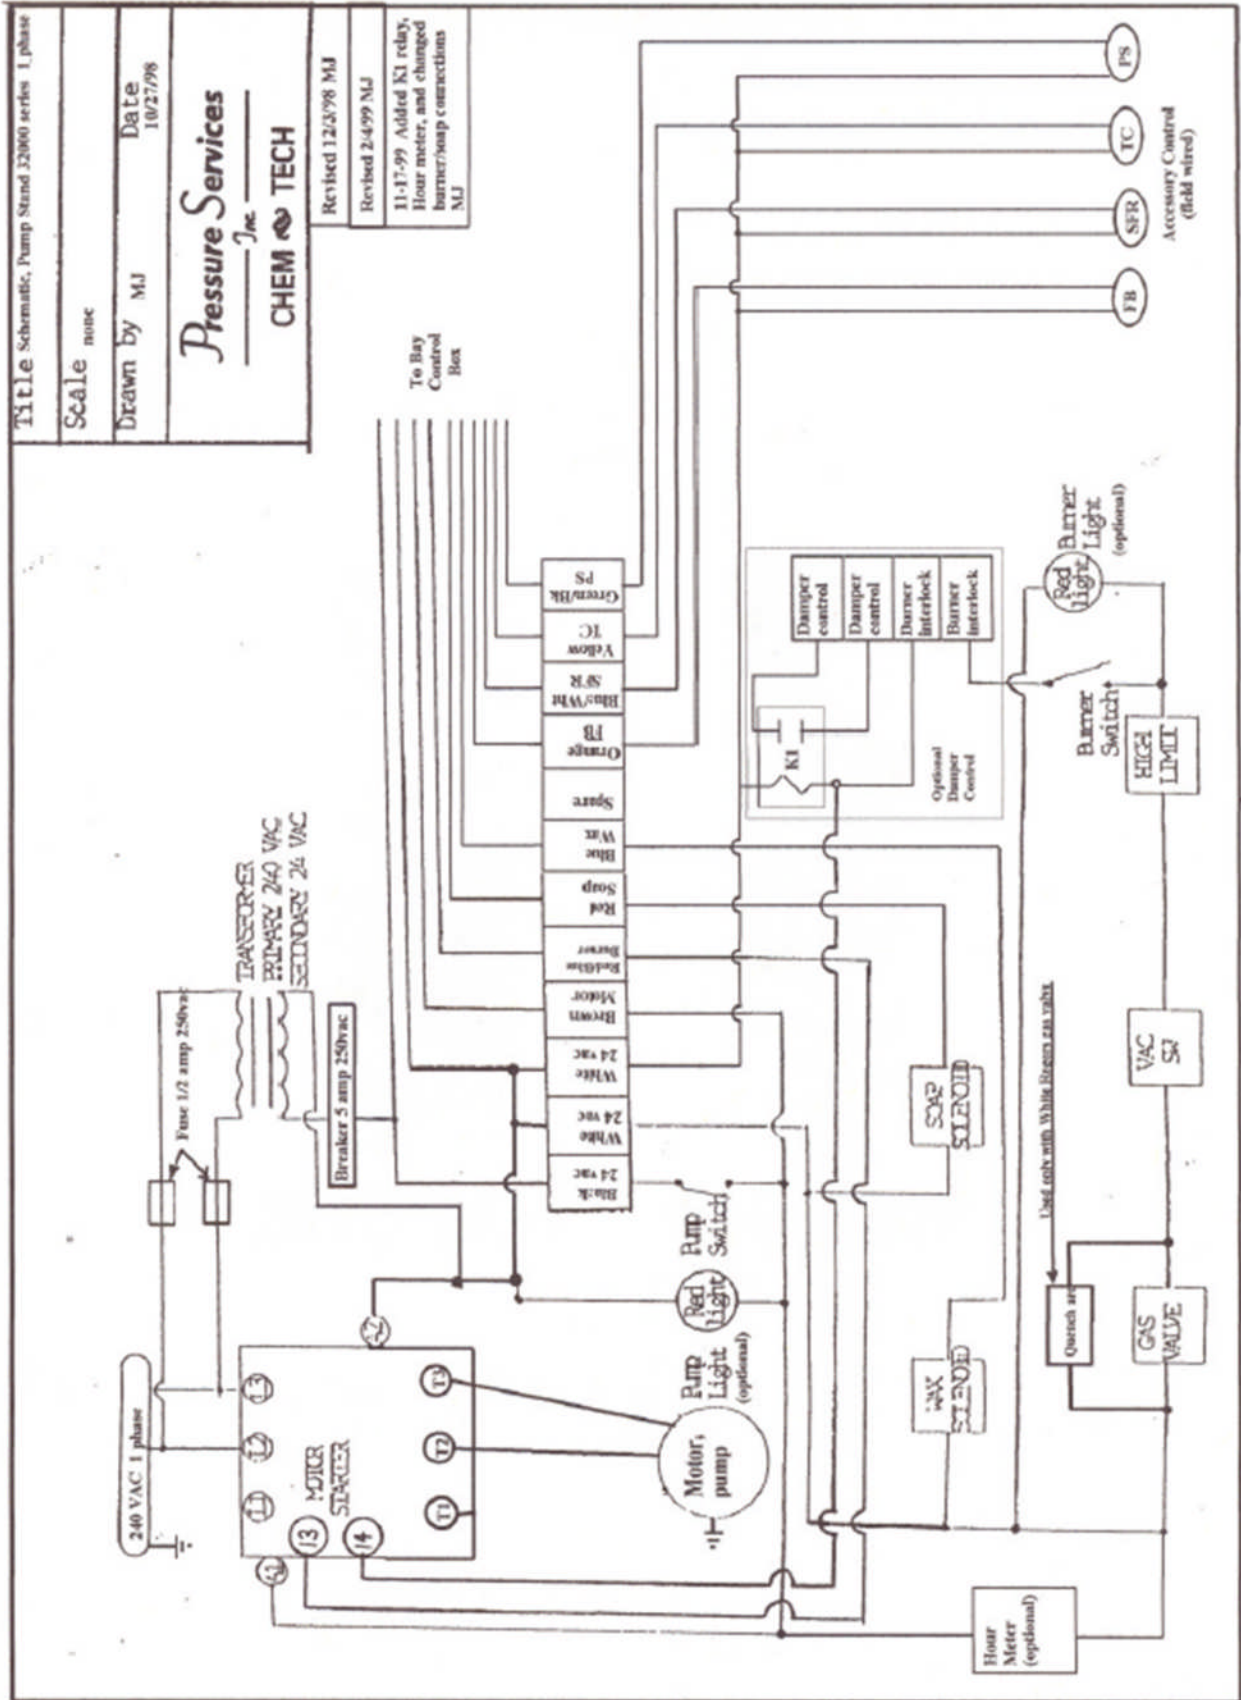 Title Schematic, Pump Stand 32000 series 1 phase
Scale none
Drawn by MJ
Date
10/27/98
Pressure Services
Inc
CHEM TECH
Revised 12/3/98 MJ
Revised 2/4/99 MJ
11-17-99 Added K1 relay,
Hour meter, and changed
burner/soap connections
MJ
240 VAC 1 phase
Fuse 1/2 amp 250vac
TRANSFORMER
PRIMARY 240 VAC
SECONDARY 24 VAC
Breaker 5 amp 250vac
To Bay
Control
Box
L1
L2
L3
MOTOR
STARTER
13
14
A2
T1
T2
T3
Black
24 vac
White
24 vac
White
24 vac
Brown
Motor
Burner
Red
Soap
Blue
Wax
Spare
Orange
FB
Blue/Wht
SFR
Yellow
TC
Green/Bk
PS
Motor
pump
Pump
Light
(optional)
Red
light
Pump
Switch
WAX
SOLENOID
SOAP
SOLENOID
K1
Optional
Damper
Control
Damper
control
Damper
control
Burner
interlock
Burner
interlock
FB
SFR
TC
PS
Accessory Control
(field wired)
Hour
Meter
(optional)
Quench arc
Used only with White Rogers gas valve
GAS
VALVE
VAC
SW
HIGH
LIMIT
Burner
Switch
Red
light
Burner
Light
(optional)